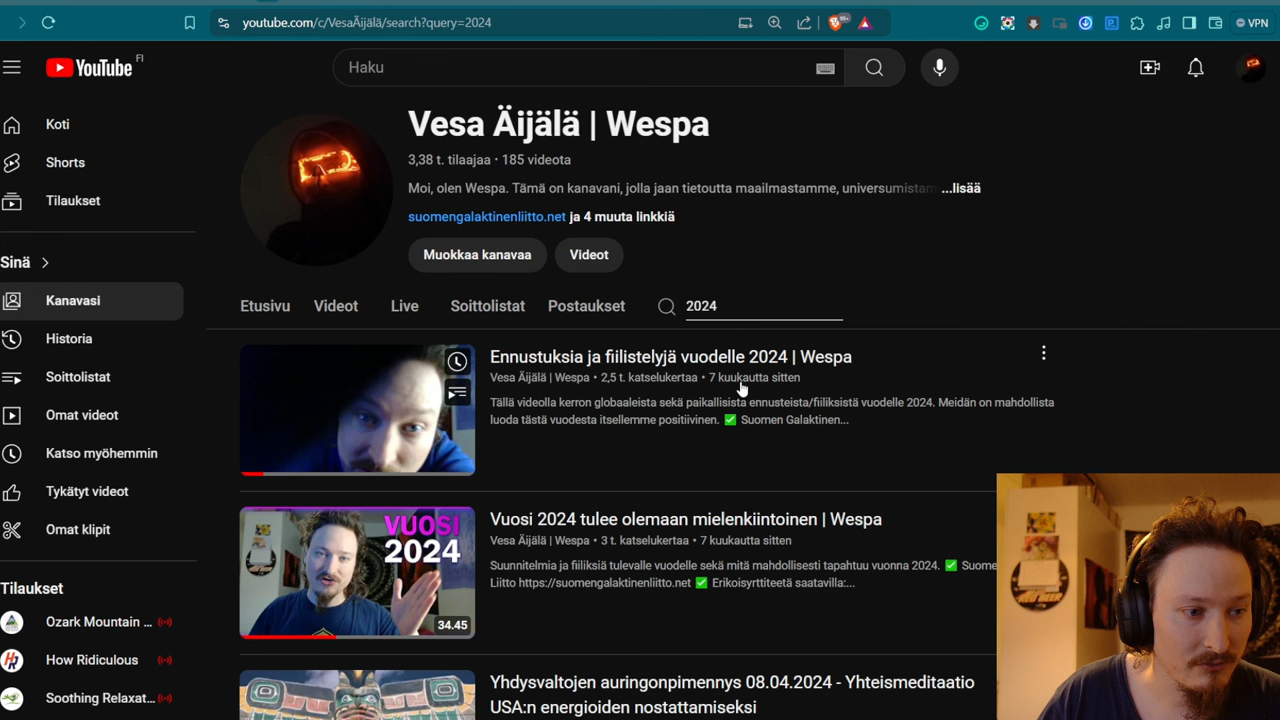 youtube.com/c/VesaÄijälä/search?query=2024
99+
VPN
YouTube FI
Haku
Koti
Shorts
Tilaukset
Sinä
Kanavasi
Historia
Soittolistat
Omat videot
Katso myöhemmin
Tykätyt videot
Omat klipit
Tilaukset
Ozark Mountain ...
How Ridiculous
Soothing Relaxat...
Vesa Äijälä | Wespa
3,38 t. tilaajaa • 185 videota
Moi, olen Wespa. Tämä on kanavani, jolla jaan tietoutta maailmastamme, universumistam ...lisää
suomengalaktinenliitto.net ja 4 muuta linkkiä
Muokkaa kanavaa
Videot
Etusivu Videot Live Soittolistat Postaukset 2024
Ennustuksia ja fiilistelyjä vuodelle 2024 | Wespa
Vesa Äijälä | Wespa • 2,5 t. katselukertaa • 7 kuukautta sitten
Tällä videolla kerron globaaleista sekä paikallisista ennusteista/fiiliksistä vuodelle 2024. Meidän on mahdollista
luoda tästä vuodesta itsellemme positiivinen. ✅ Suomen Galaktinen...
VUOSI
2024
34.45
Vuosi 2024 tulee olemaan mielenkiintoinen | Wespa
Vesa Äijälä | Wespa • 3 t. katselukertaa • 7 kuukautta sitten
Suunnitelmia ja fiiliksiä tulevalle vuodelle sekä mitä mahdollisesti tapahtuu vuonna 2024. ✅ Suome
Liitto https://suomengalaktinenliitto.net ✅ Erikoisyrttiteetä saatavilla:...
Yhdysvaltojen auringonpimennys 08.04.2024 - Yhteismeditaatio
USA:n energioiden nostattamiseksi